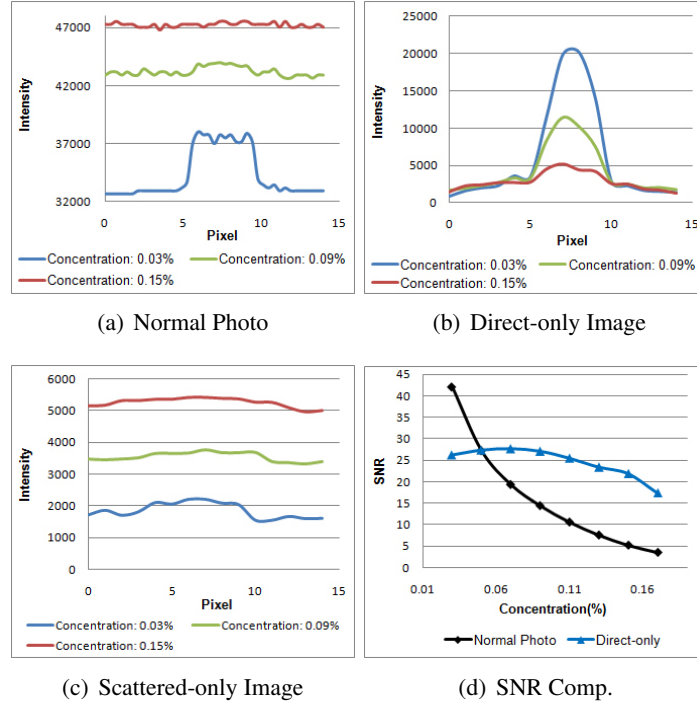 47000
42000
37000
32000
Intensity
0 5 10 15
Pixel
Concentration: 0.03% Concentration: 0.09%
Concentration: 0.15%
(a) Normal Photo
25000
20000
15000
10000
5000
0
Intensity
0 5 10 15
Pixel
Concentration: 0.03% Concentration: 0.09%
Concentration: 0.15%
(b) Direct-only Image
6000
5000
4000
3000
2000
1000
0
Intensity
0 5 10 15
Pixel
Concentration: 0.03% Concentration: 0.09%
Concentration: 0.15%
(c) Scattered-only Image
45
40
35
30
25
20
15
10
5
0
SNR
0.01 0.06 0.11 0.16
Concentration(%)
Normal Photo Direct-only
(d) SNR Comp.